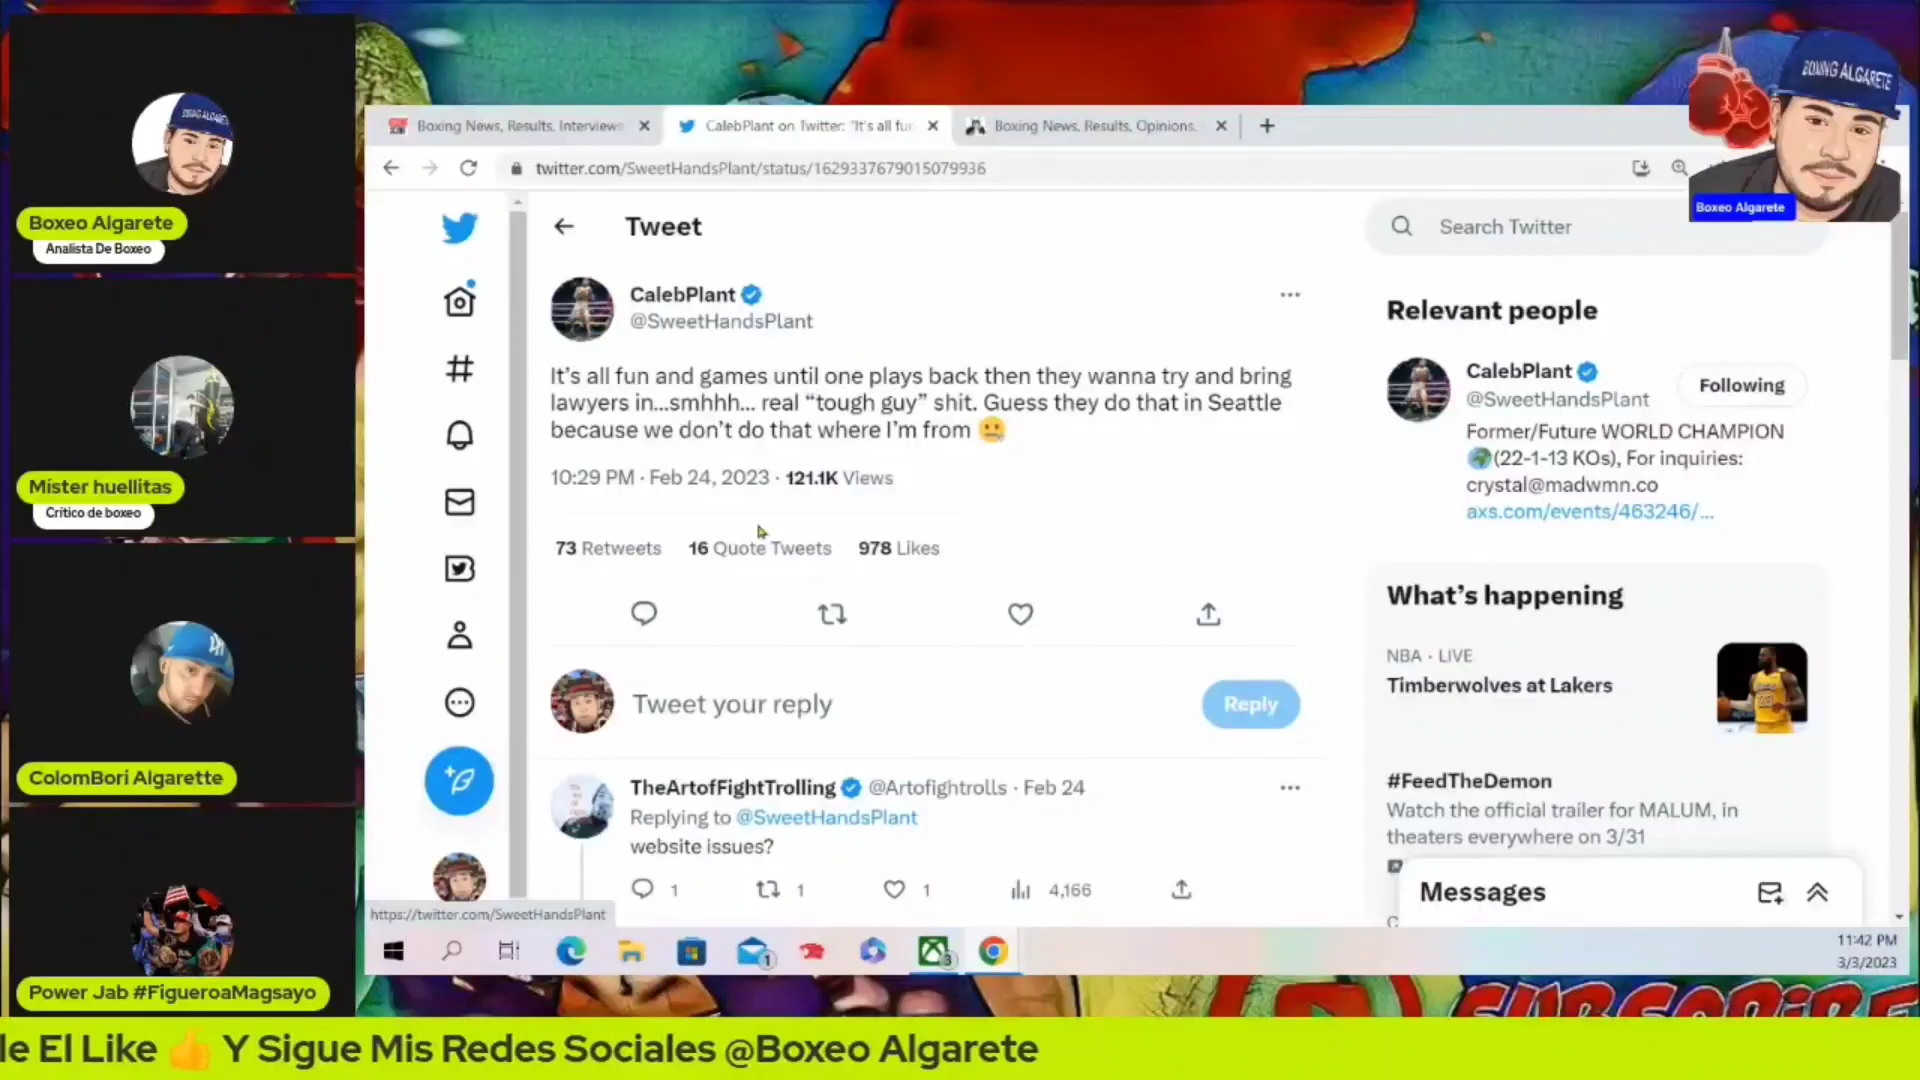 Boxeo Algarete
Analista De Boxeo
Míster huellitas
Crítico de boxeo
ColomBori Algarette
Power Jab #FigueroaMagsayo
Boxing News, Results, Interviews
CalebPlant on Twitter: "It's all fun
Boxing News, Results, Opinions,
twitter.com/SweetHandsPlant/status/1629337679015079936
BOXING ALGARETE
Boxeo Algarete
Tweet
Search Twitter
CalebPlant
@SweetHandsPlant
It's all fun and games until one plays back then they wanna try and bring
lawyers in...smhhh... real “tough guy” shit. Guess they do that in Seattle
because we don't do that where I'm from 🤐
10:29 PM · Feb 24, 2023 · 121.1K Views
73 Retweets 16 Quote Tweets 978 Likes
Tweet your reply
Reply
TheArtofFightTrolling @Artofightrolls · Feb 24
Replying to @SweetHandsPlant
website issues?
1 1 1 4,166
Relevant people
CalebPlant
@SweetHandsPlant
Following
Former/Future WORLD CHAMPION
🌍(22-1-13 KOs), For inquiries:
crystal@madwmn.co
axs.com/events/463246/...
What's happening
NBA · LIVE
Timberwolves at Lakers
#FeedTheDemon
Watch the official trailer for MALUM, in
theaters everywhere on 3/31
Messages
https://twitter.com/SweetHandsPlant
1
3
11:42 PM
3/3/2023
SUBSCRIBE
le El Like 👍 Y Sigue Mis Redes Sociales @Boxeo Algarete